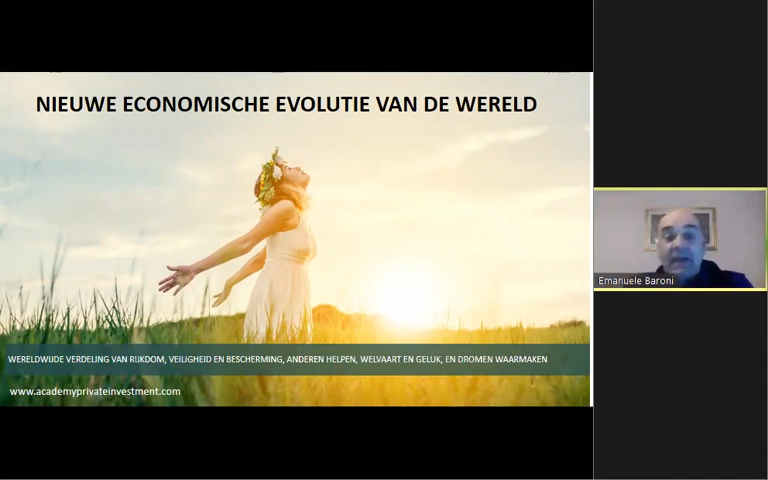 NIEUWE ECONOMISCHE EVOLUTIE VAN DE WERELD
WERELDWIJDE VERDELING VAN RIJKDOM, VEILIGHEID EN BESCHERMING, ANDEREN HELPEN, WELVAART EN GELUK, EN DROMEN WAARMAKEN
www.academyprivateinvestment.com
Emanuele Baroni